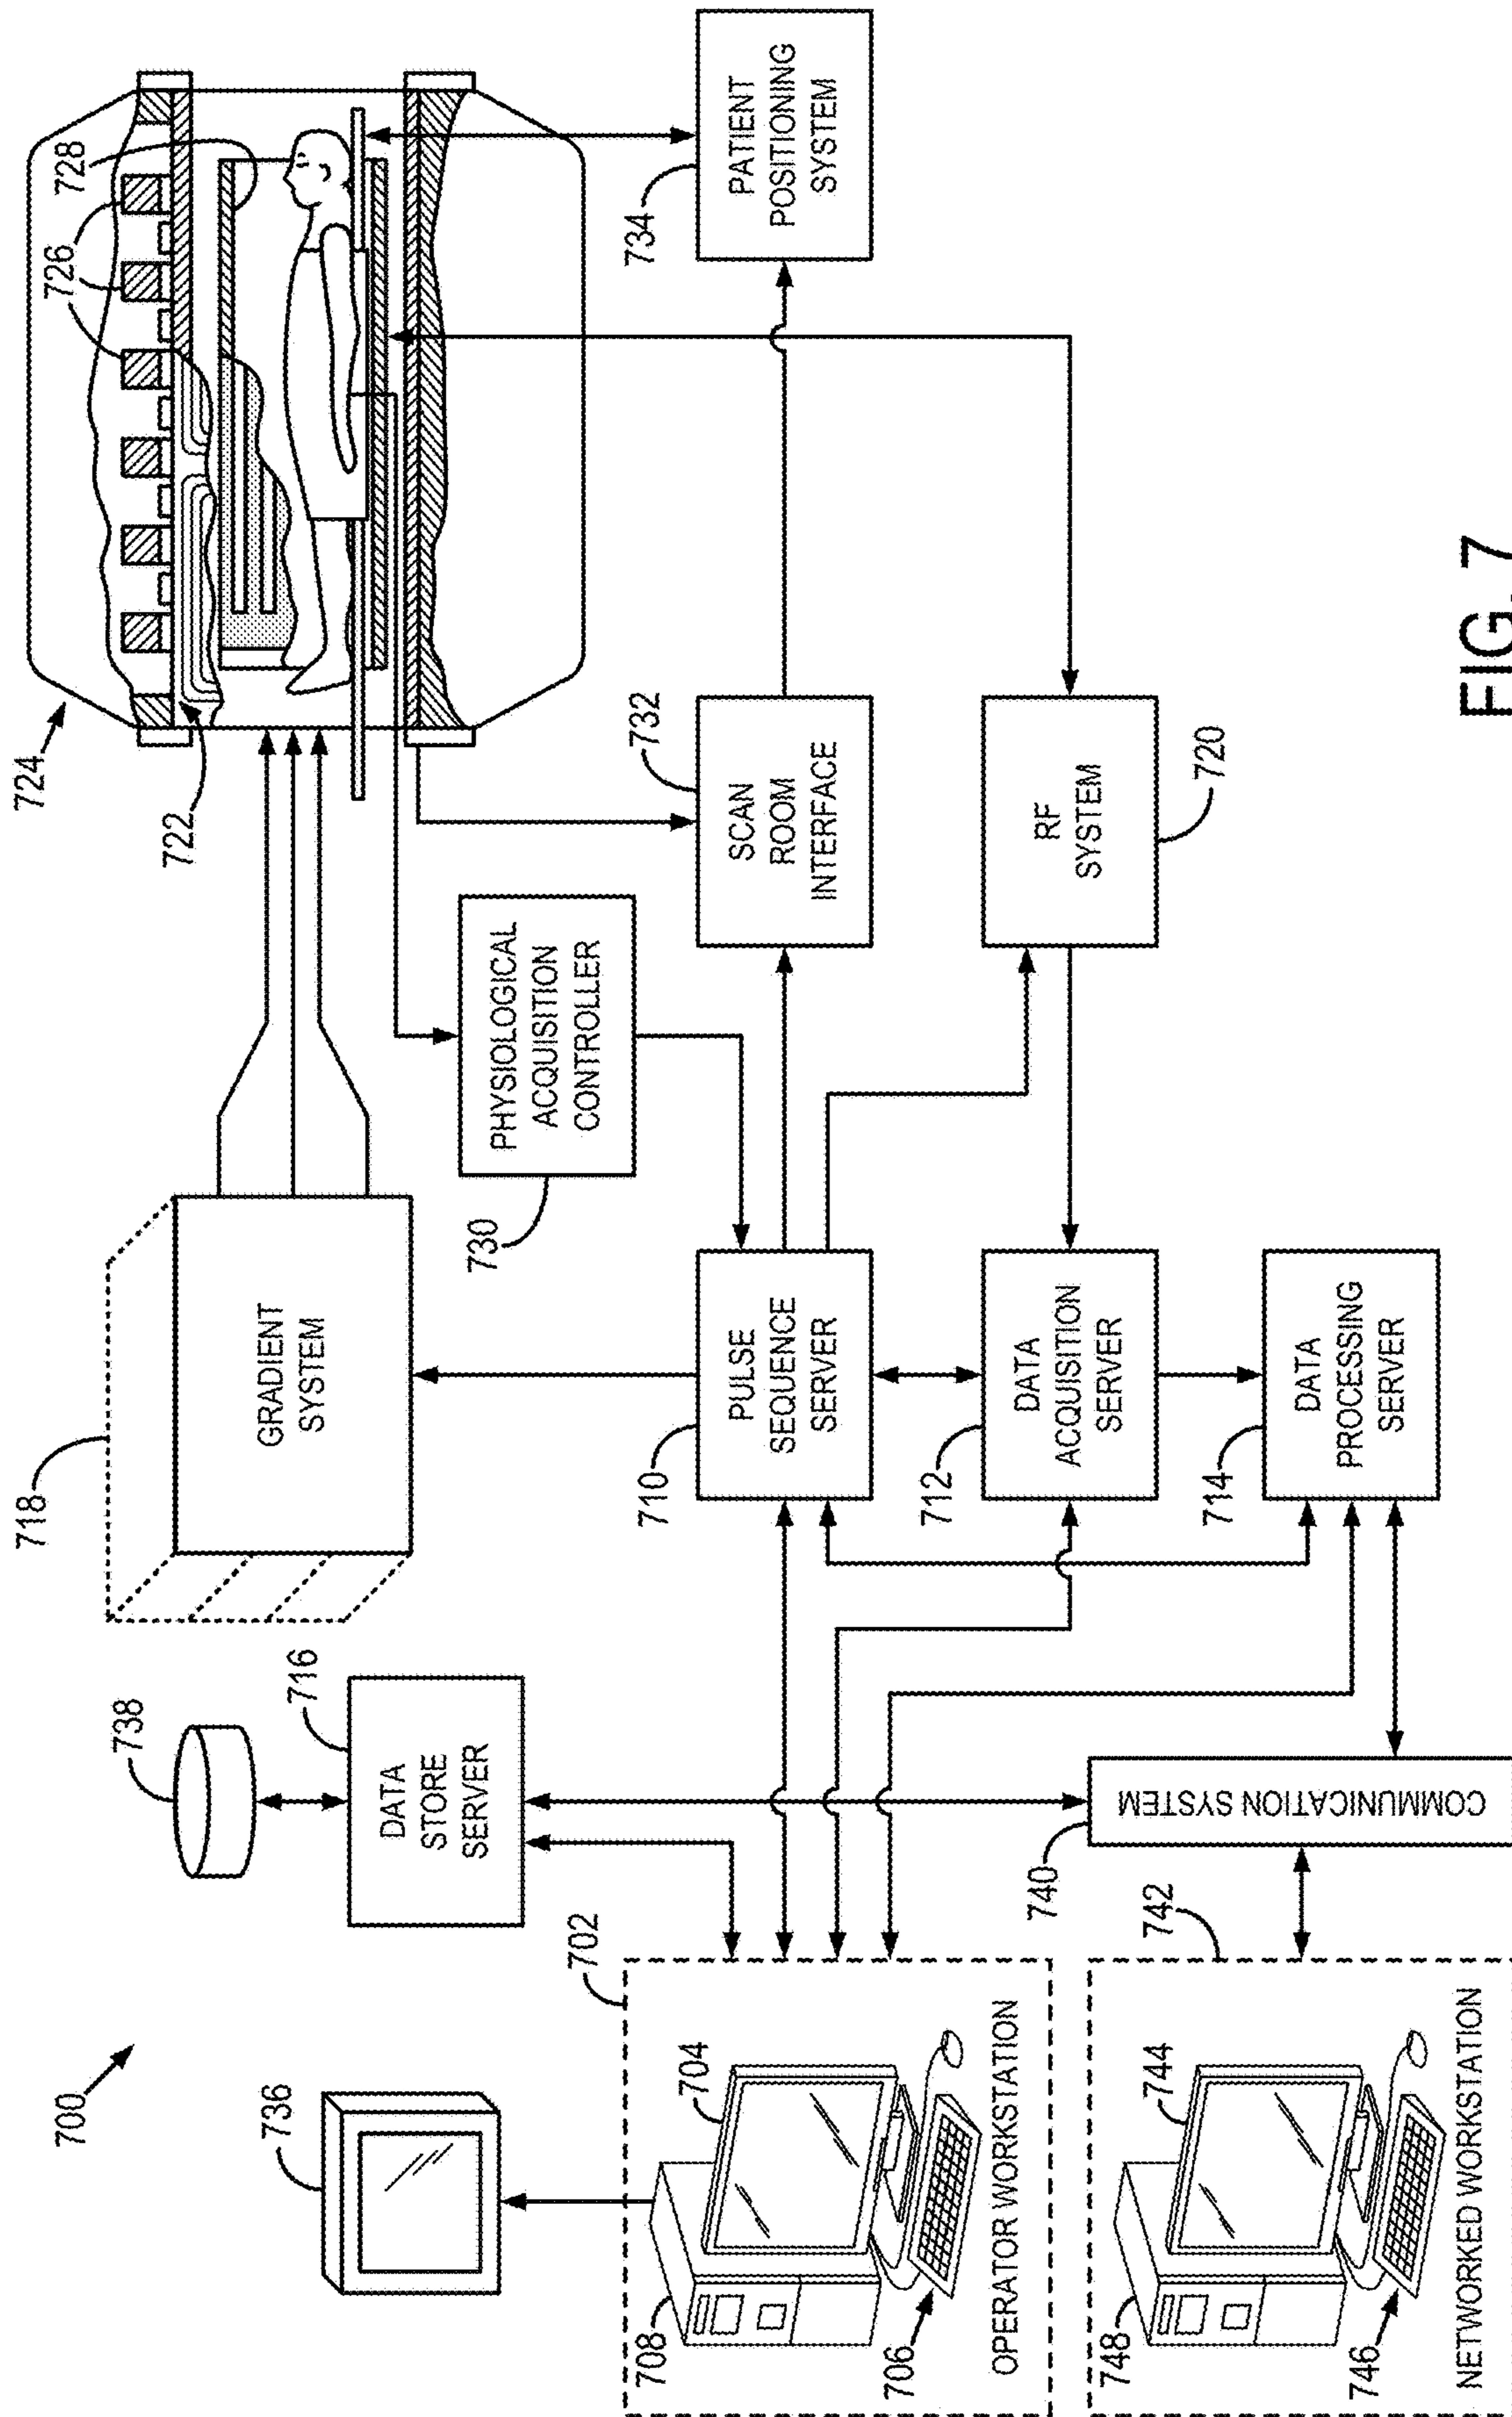 700
736
738
716
DATA
STORE
SERVER
718
GRADIENT
SYSTEM
724
722
726
728
730
PHYSIOLOGICAL
ACQUISITION
CONTROLLER
702
704
708
706
OPERATOR WORKSTATION
710
PULSE
SEQUENCE
SERVER
732
SCAN
ROOM
INTERFACE
734
PATIENT
POSITIONING
SYSTEM
712
DATA
ACQUISITION
SERVER
RF
SYSTEM
720
740
COMMUNICATION SYSTEM
714
DATA
PROCESSING
SERVER
742
744
748
746
NETWORKED WORKSTATION
FIG. 7